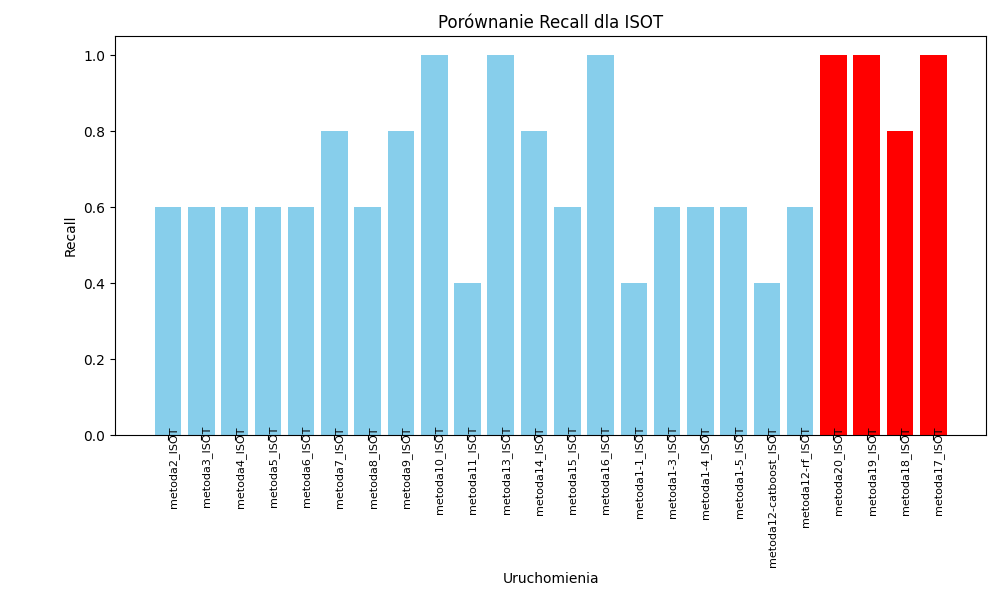 Porównanie Recall dla ISOT
Recall
1.0
0.8
0.6
0.4
0.2
0.0
metoda2_ISOT
metoda3_ISOT
metoda4_ISOT
metoda5_ISOT
metoda6_ISOT
metoda7_ISOT
metoda8_ISOT
metoda9_ISOT
metoda10_ISOT
metoda11_ISOT
metoda13_ISOT
metoda14_ISOT
metoda15_ISOT
metoda16_ISOT
metoda1-1_ISOT
metoda1-3_ISOT
metoda1-4_ISOT
metoda1-5_ISOT
metoda12-catboost_ISOT
metoda12-rf_ISOT
metoda20_ISOT
metoda19_ISOT
metoda18_ISOT
metoda17_ISOT
Uruchomienia